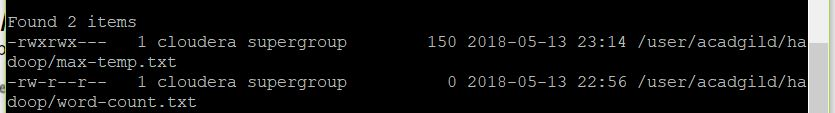 Found 2 items
-rwxrwx---   1 cloudera supergroup        150 2018-05-13 23:14 /user/acadgild/ha
doop/max-temp.txt
-rw-r--r--   1 cloudera supergroup          0 2018-05-13 22:56 /user/acadgild/ha
doop/word-count.txt